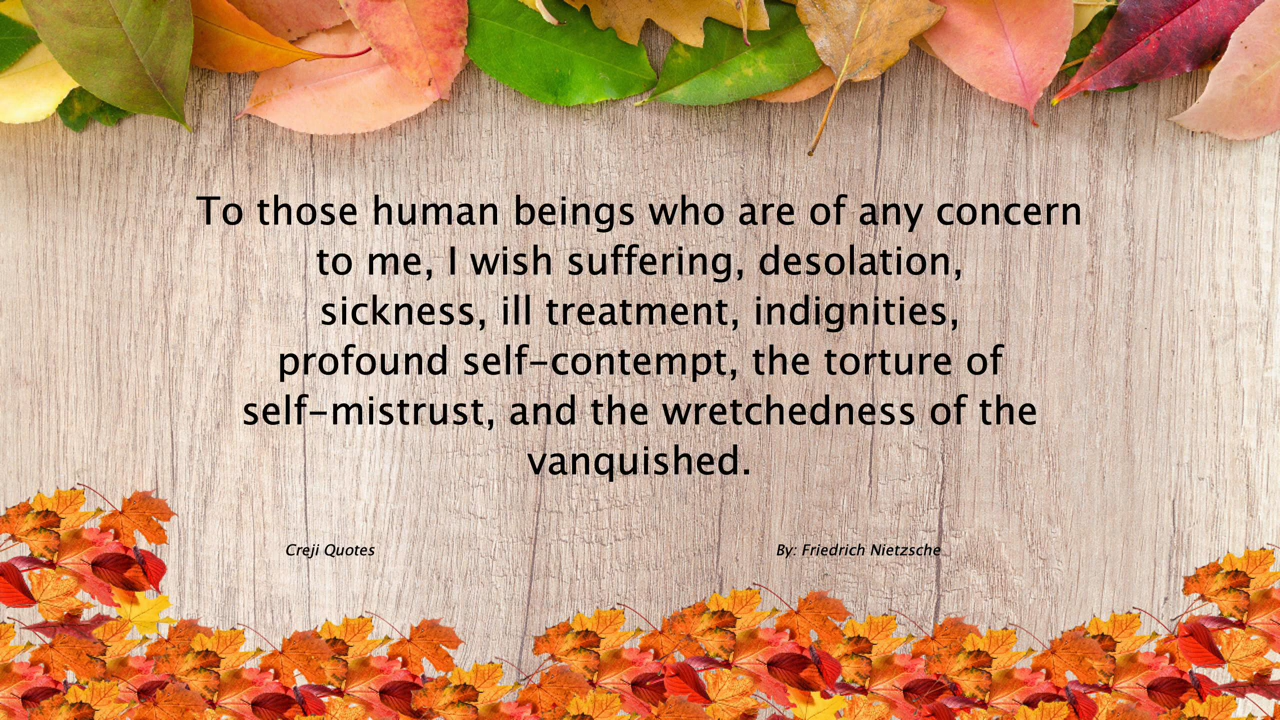 To those human beings who are of any concern
to me, I wish suffering, desolation,
sickness, ill treatment, indignities,
profound self-contempt, the torture of
self-mistrust, and the wretchedness of the
vanquished.
Creji Quotes
By: Friedrich Nietzsche